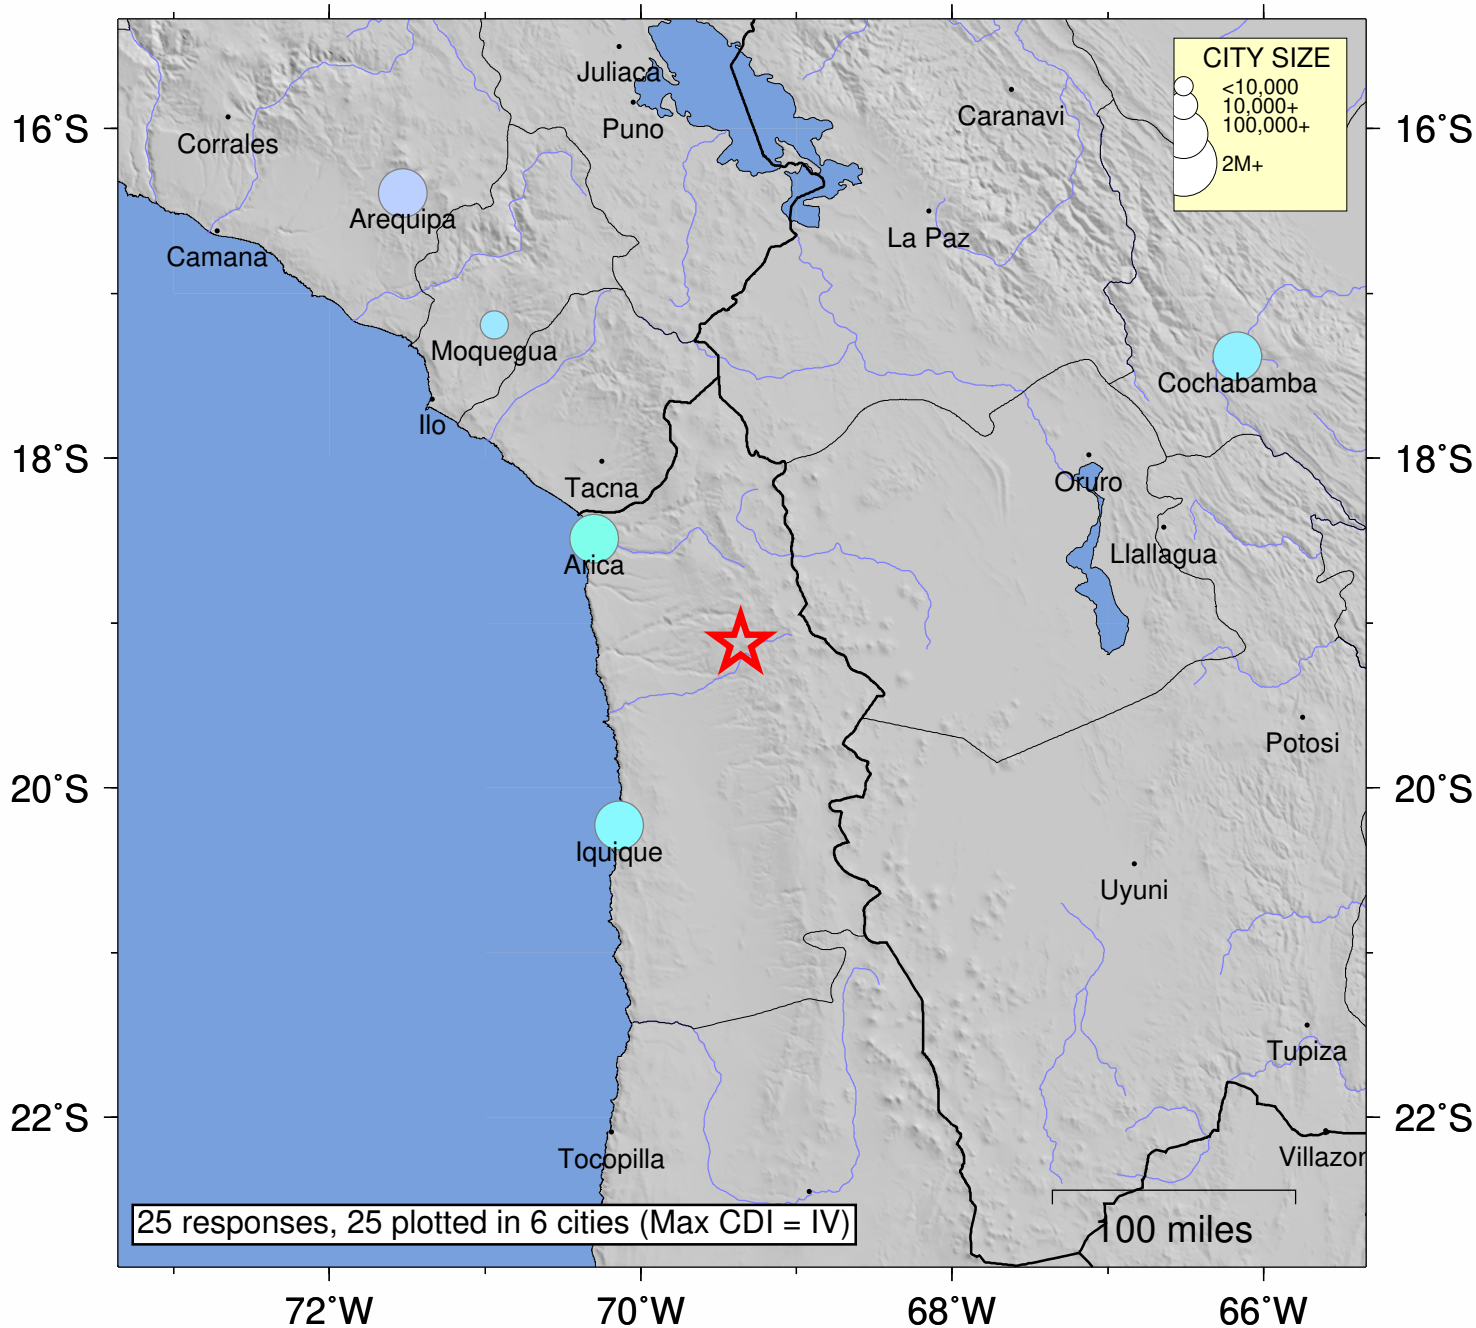 CITY SIZE
<10,000
10,000+
100,000+
2M+
Juliaca
Caranavi
16°S
Puno
16°S
Corrales
Arequipa
La Paz
Camana
Moquegua
Cochabamba
Ilo
18°S
18°S
Tacna
Oruro
Arica
Llallagua
Potosi
20°S
20°S
Iquique
Uyuni
Tupiza
22°S
22°S
Tocopilla
Villazor
25 responses, 25 plotted in 6 cities (Max CDI = IV)
100 miles
72°W
70°W
68°W
66°W